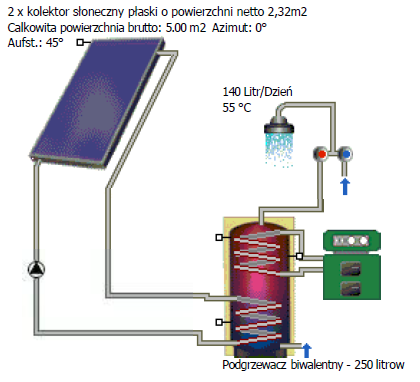 2 x kolektor słoneczny płaski o powierzchni netto 2,32m2
Całkowita powierzchnia brutto: 5.00 m2 Azimut: 0°
Aufst.: 45°
140 Litr/Dzień
55 °C
Podgrzewacz biwalentny - 250 litrow